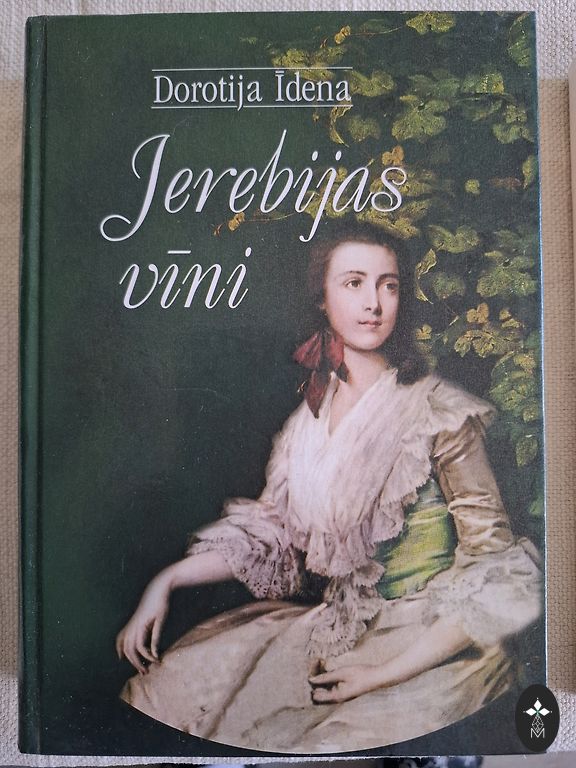 Dorotija Īdena
Jerebijas
vīni